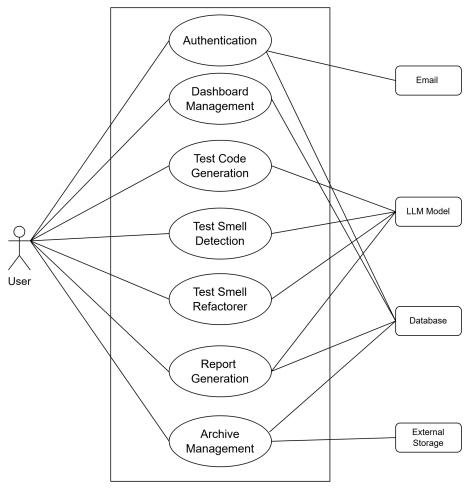 Authentication
Email
Dashboard
Management
Test Code
Generation
LLM Model
Test Smell
Detection
User
Test Smell
Refactorer
Database
Report
Generation
Archive
Management
External
Storage